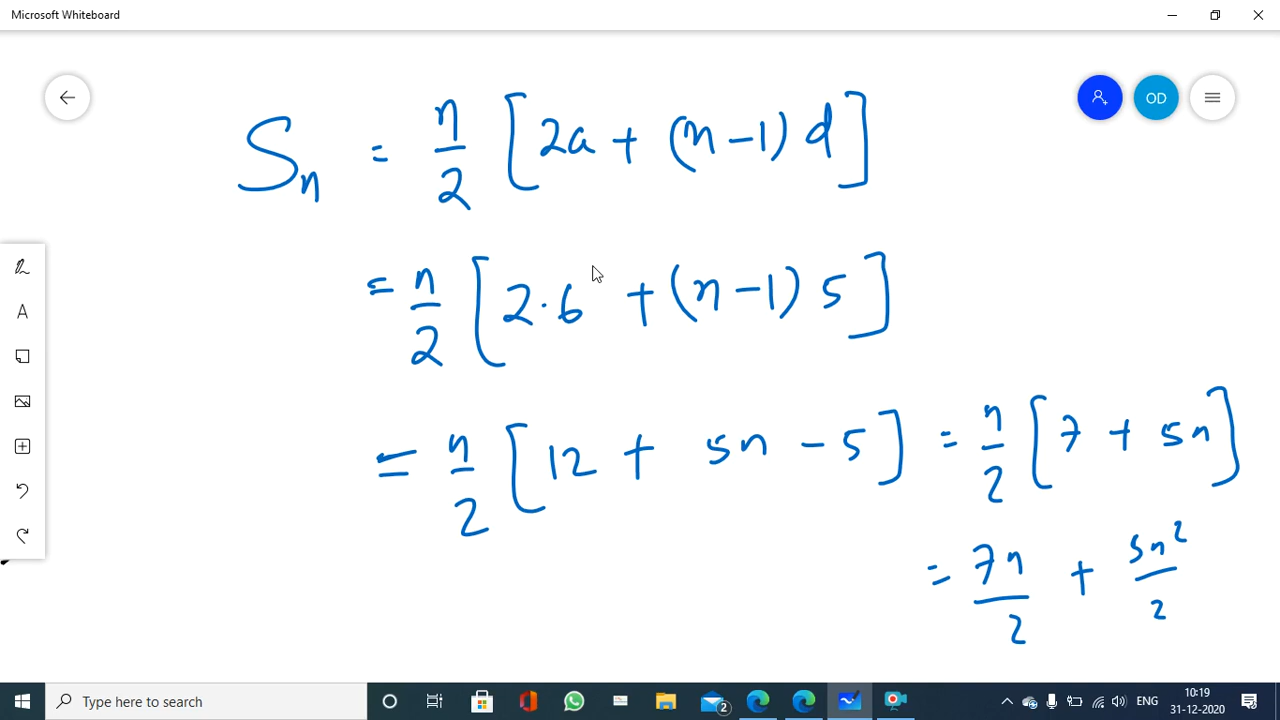 Microsoft Whiteboard
OD
Sn = n/2 [2a + (n-1) d]
= n/2 [2·6 + (n-1) 5]
A
= n/2 [12 + 5n - 5] = n/2 [7 + 5n]
= 7n/2 + 5n²/2
Type here to search
2
ENG
10:19
31-12-2020